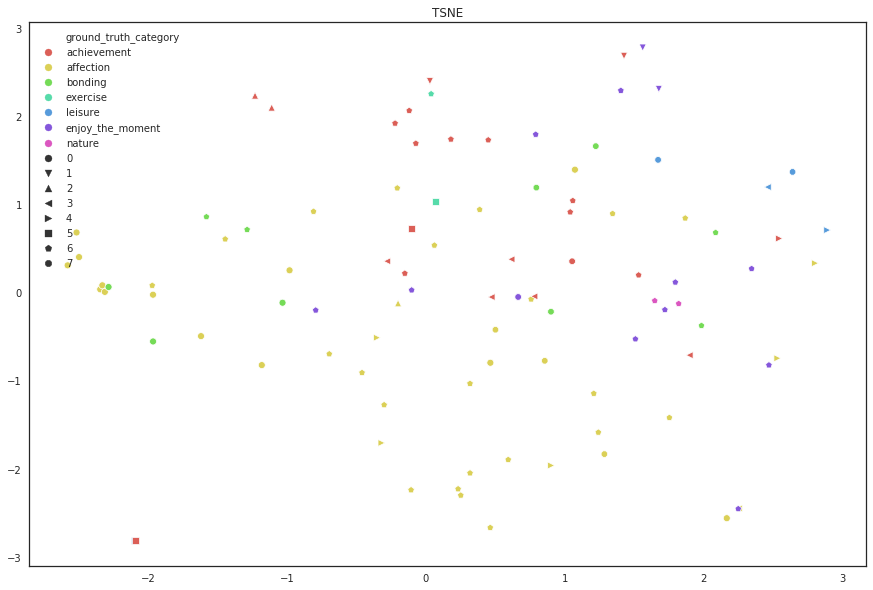 TSNE
ground_truth_category
achievement
affection
bonding
exercise
leisure
enjoy_the_moment
nature
0
1
2
3
4
5
6
7
3
2
1
0
−1
−2
−3
−2
−1
0
1
2
3